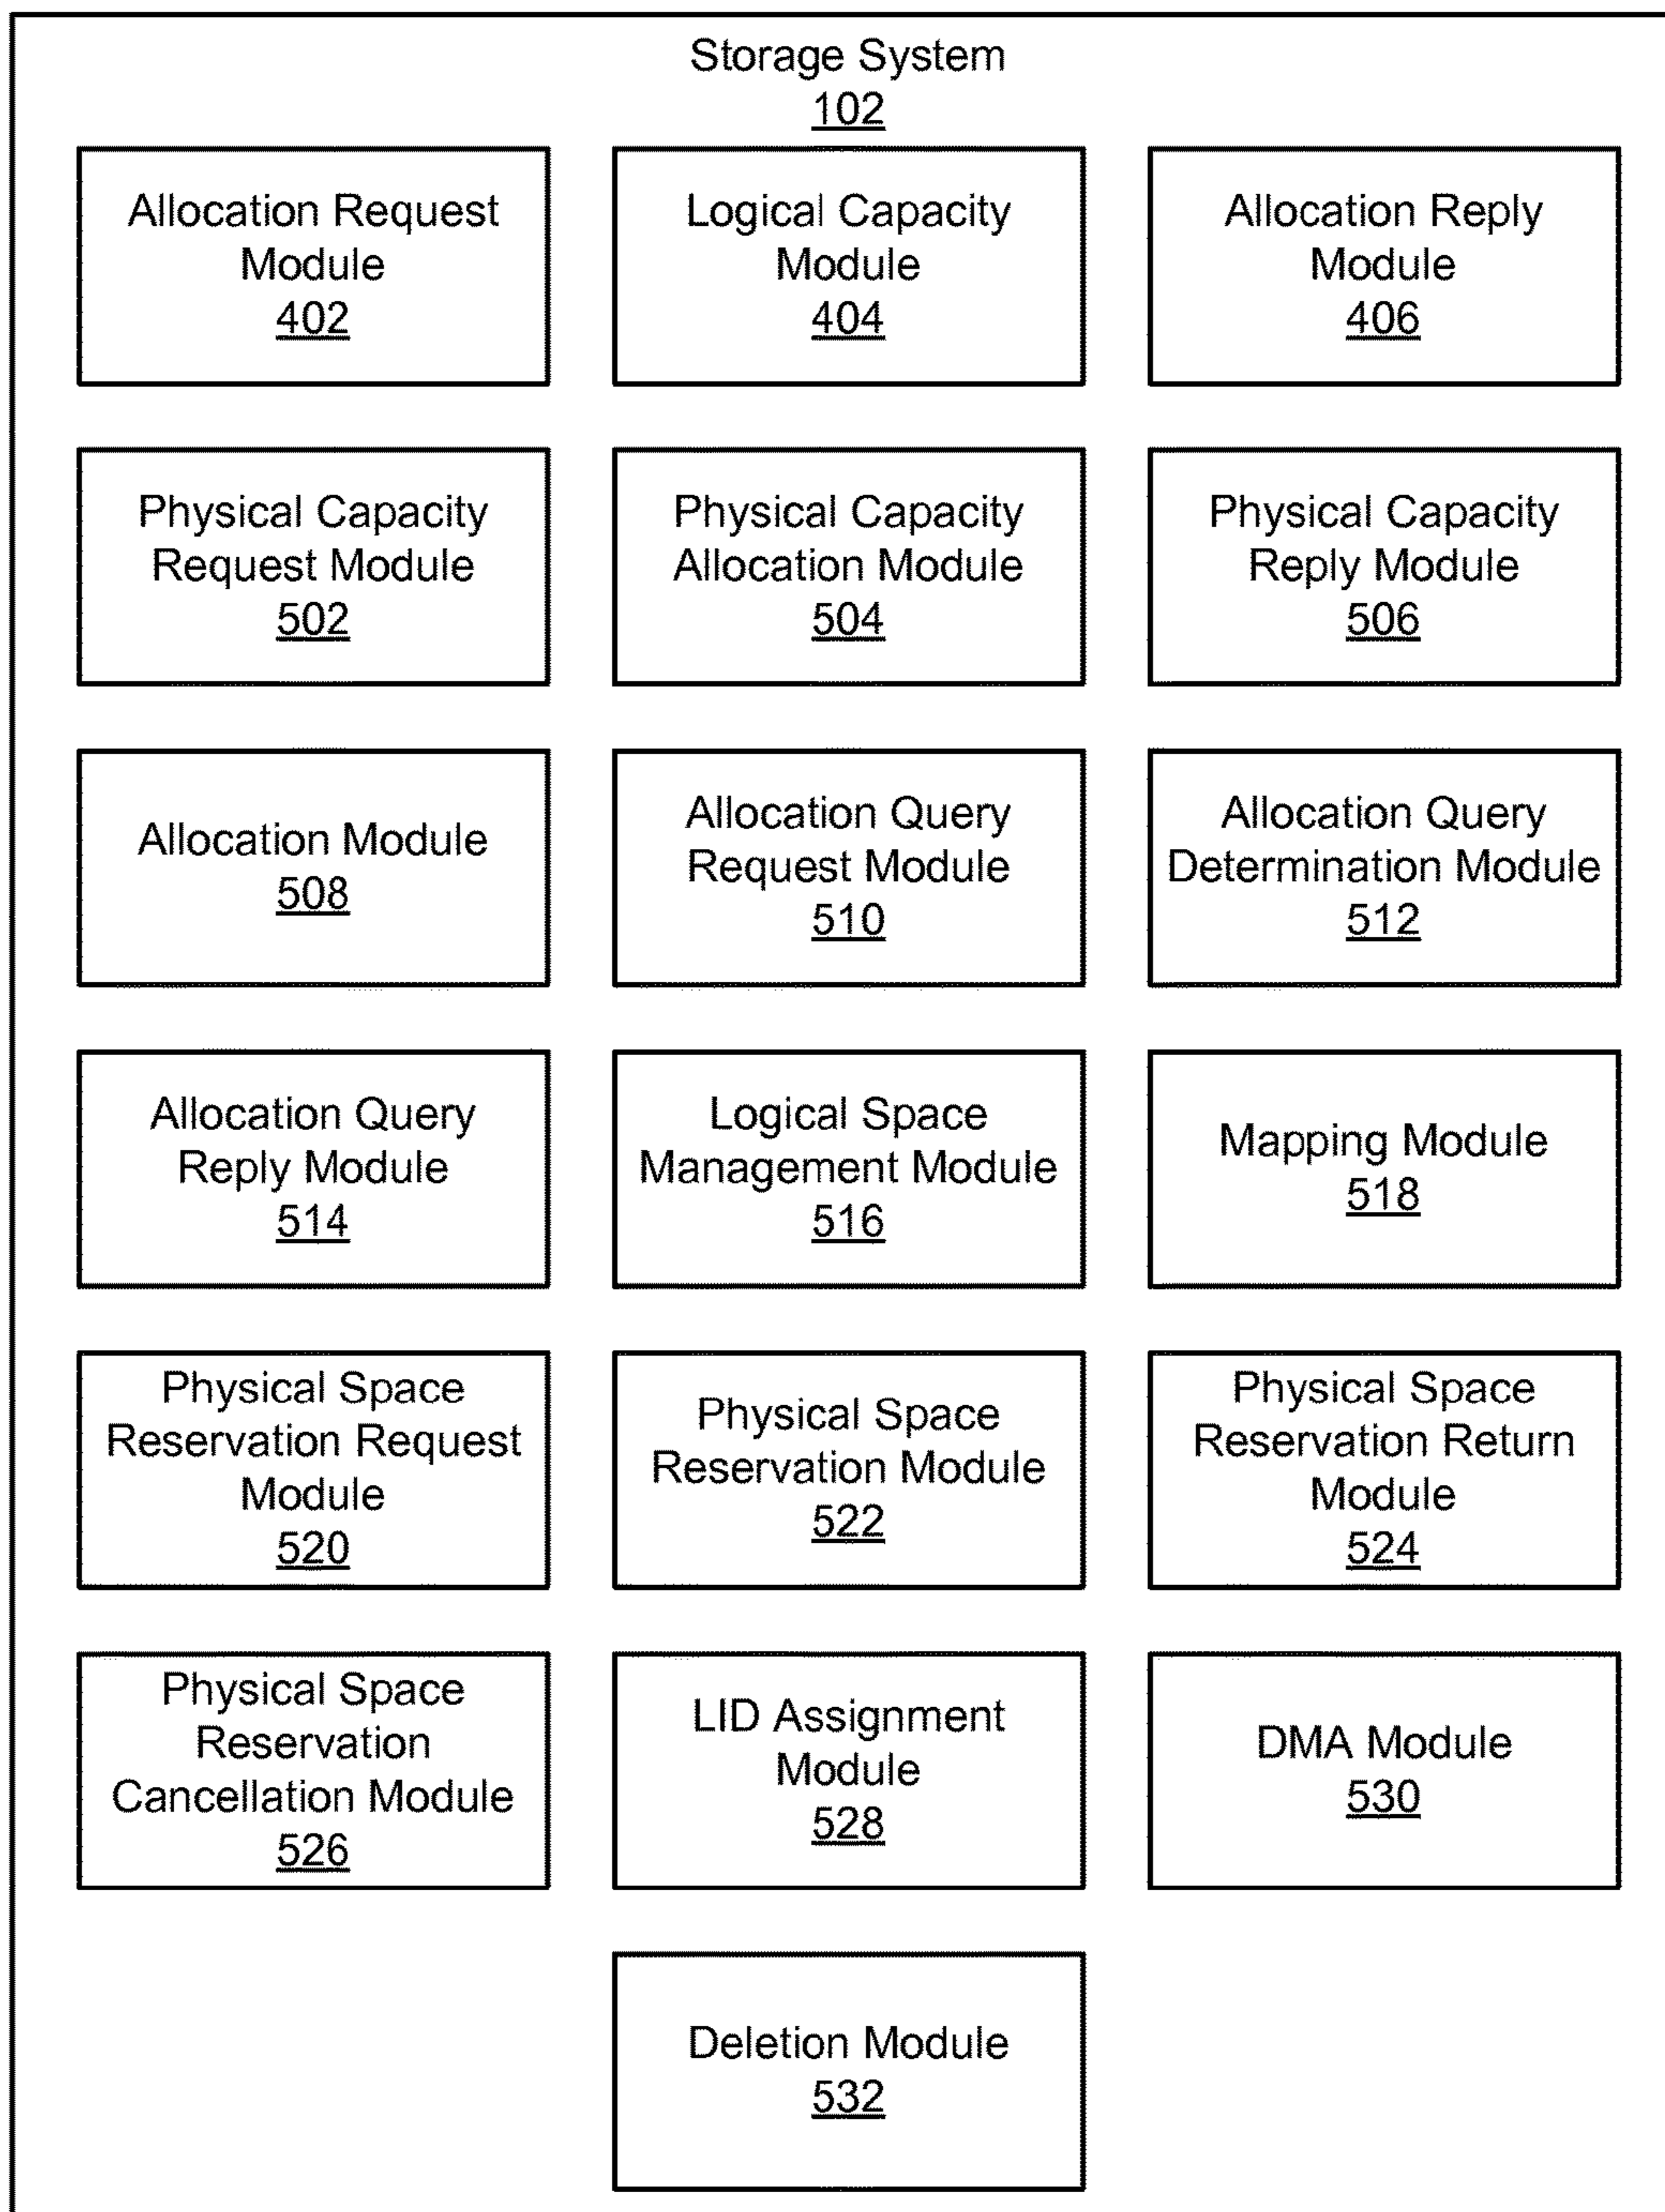 Storage System
102
Allocation Request
Module
402
Logical Capacity
Module
404
Allocation Reply
Module
406
Physical Capacity
Request Module
502
Physical Capacity
Allocation Module
504
Physical Capacity
Reply Module
506
Allocation Module
508
Allocation Query
Request Module
510
Allocation Query
Determination Module
512
Allocation Query
Reply Module
514
Logical Space
Management Module
516
Mapping Module
518
Physical Space
Reservation Request
Module
520
Physical Space
Reservation Module
522
Physical Space
Reservation Return
Module
524
Physical Space
Reservation
Cancellation Module
526
LID Assignment
Module
528
DMA Module
530
Deletion Module
532